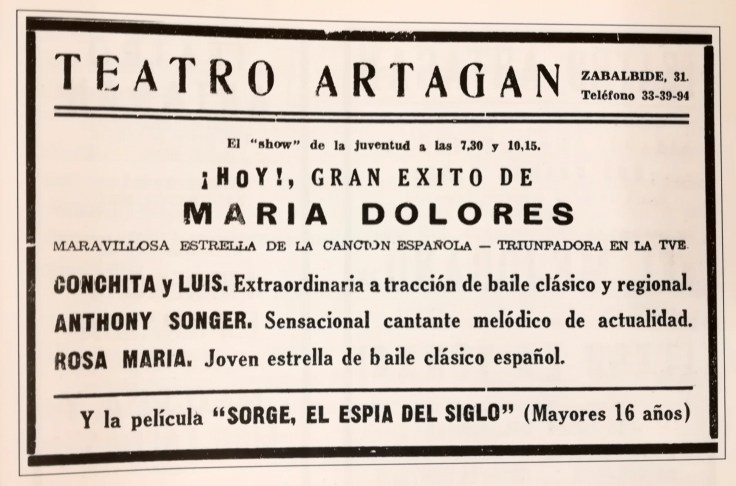 TEATRO ARTAGAN
ZABALBIDE, 31.
Teléfono 33-39-94
El "show" de la juventud a las 7,30 y 10,15.
¡HOY!, GRAN EXITO DE
MARIA DOLORES
MARAVILLOSA ESTRELLA DE LA CANCION ESPAÑOLA — TRIUNFADORA EN LA TVE
CONCHITA y LUIS. Extraordinaria atracción de baile clásico y regional.
ANTHONY SONGER. Sensacional cantante melódico de actualidad.
ROSA MARIA. Joven estrella de baile clásico español.
Y la película "SORGE, EL ESPIA DEL SIGLO" (Mayores 16 años)